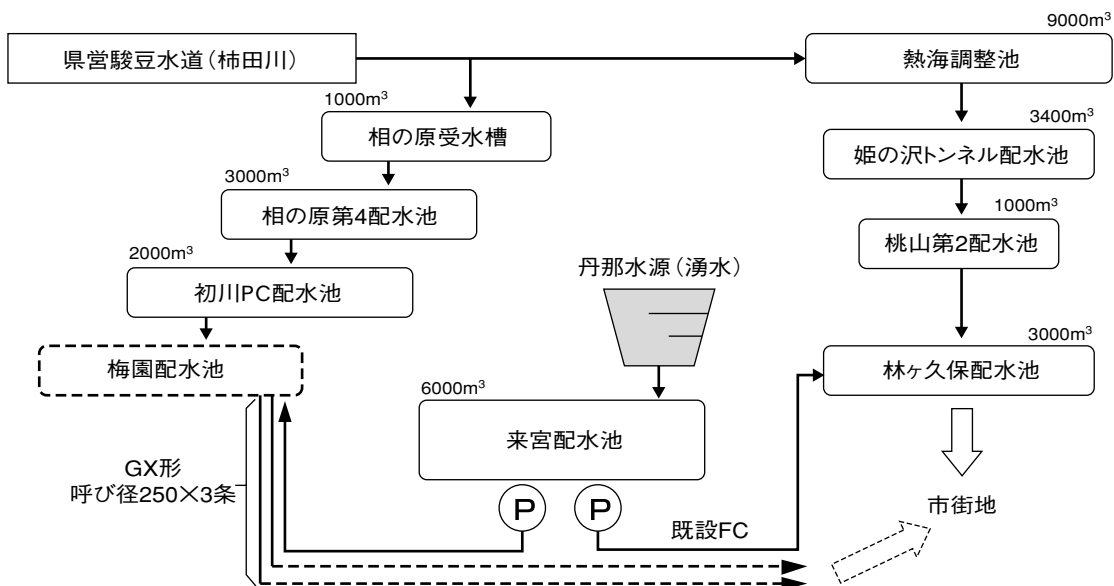 9000m³
県営駿豆水道（柿田川）
熱海調整池
1000m³
相の原受水槽
3400m³
姫の沢トンネル配水池
3000m³
相の原第4配水池
1000m³
桃山第2配水池
2000m³
初川PC配水池
丹那水源（湧水）
3000m³
梅園配水池
林ヶ久保配水池
6000m³
来宮配水池
GX形
呼び径250×3条
P
P
既設FC
市街地